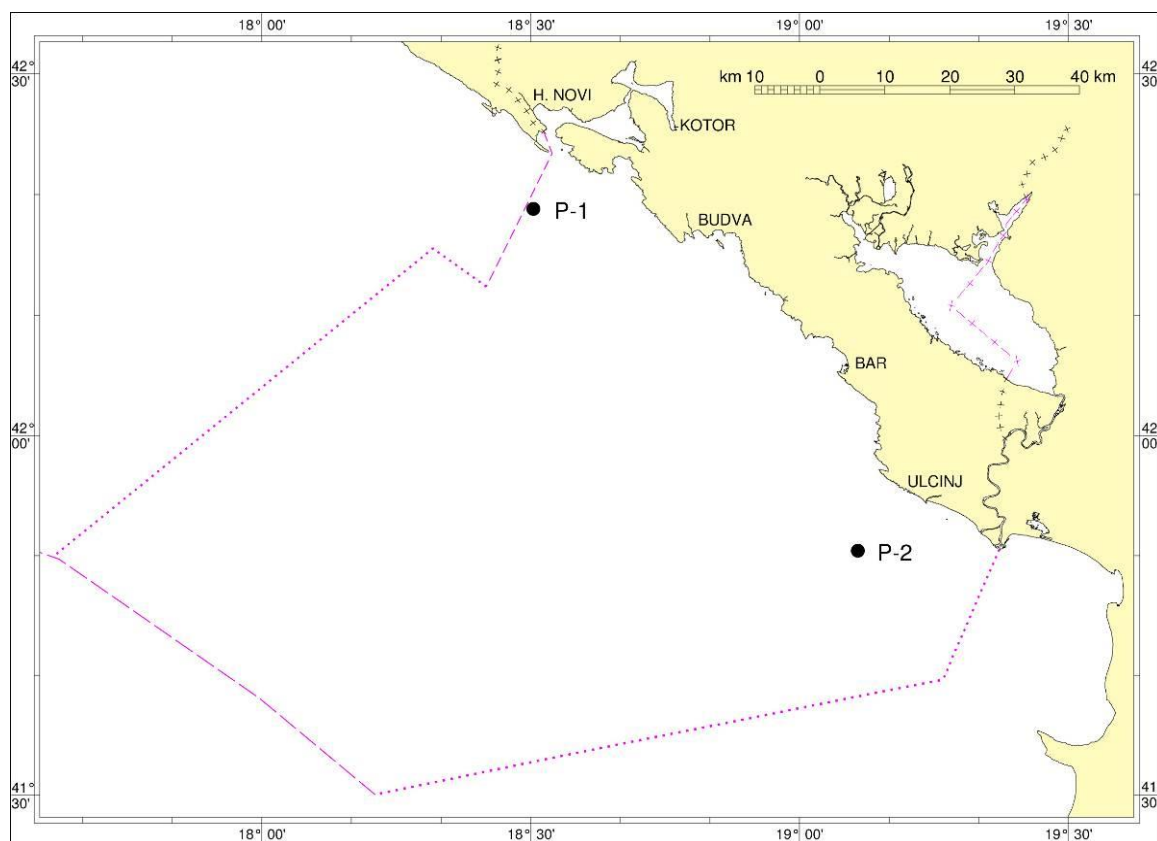 18° 00' 18° 30' 19° 00' 19° 30'
42° 30' 42° 30'
km 10 0 10 20 30 40 km
H. NOVI
KOTOR
P-1
BUDVA
BAR
42° 00' 42° 00'
ULCINJ
P-2
41° 30' 41° 30'
18° 00' 18° 30' 19° 00' 19° 30'